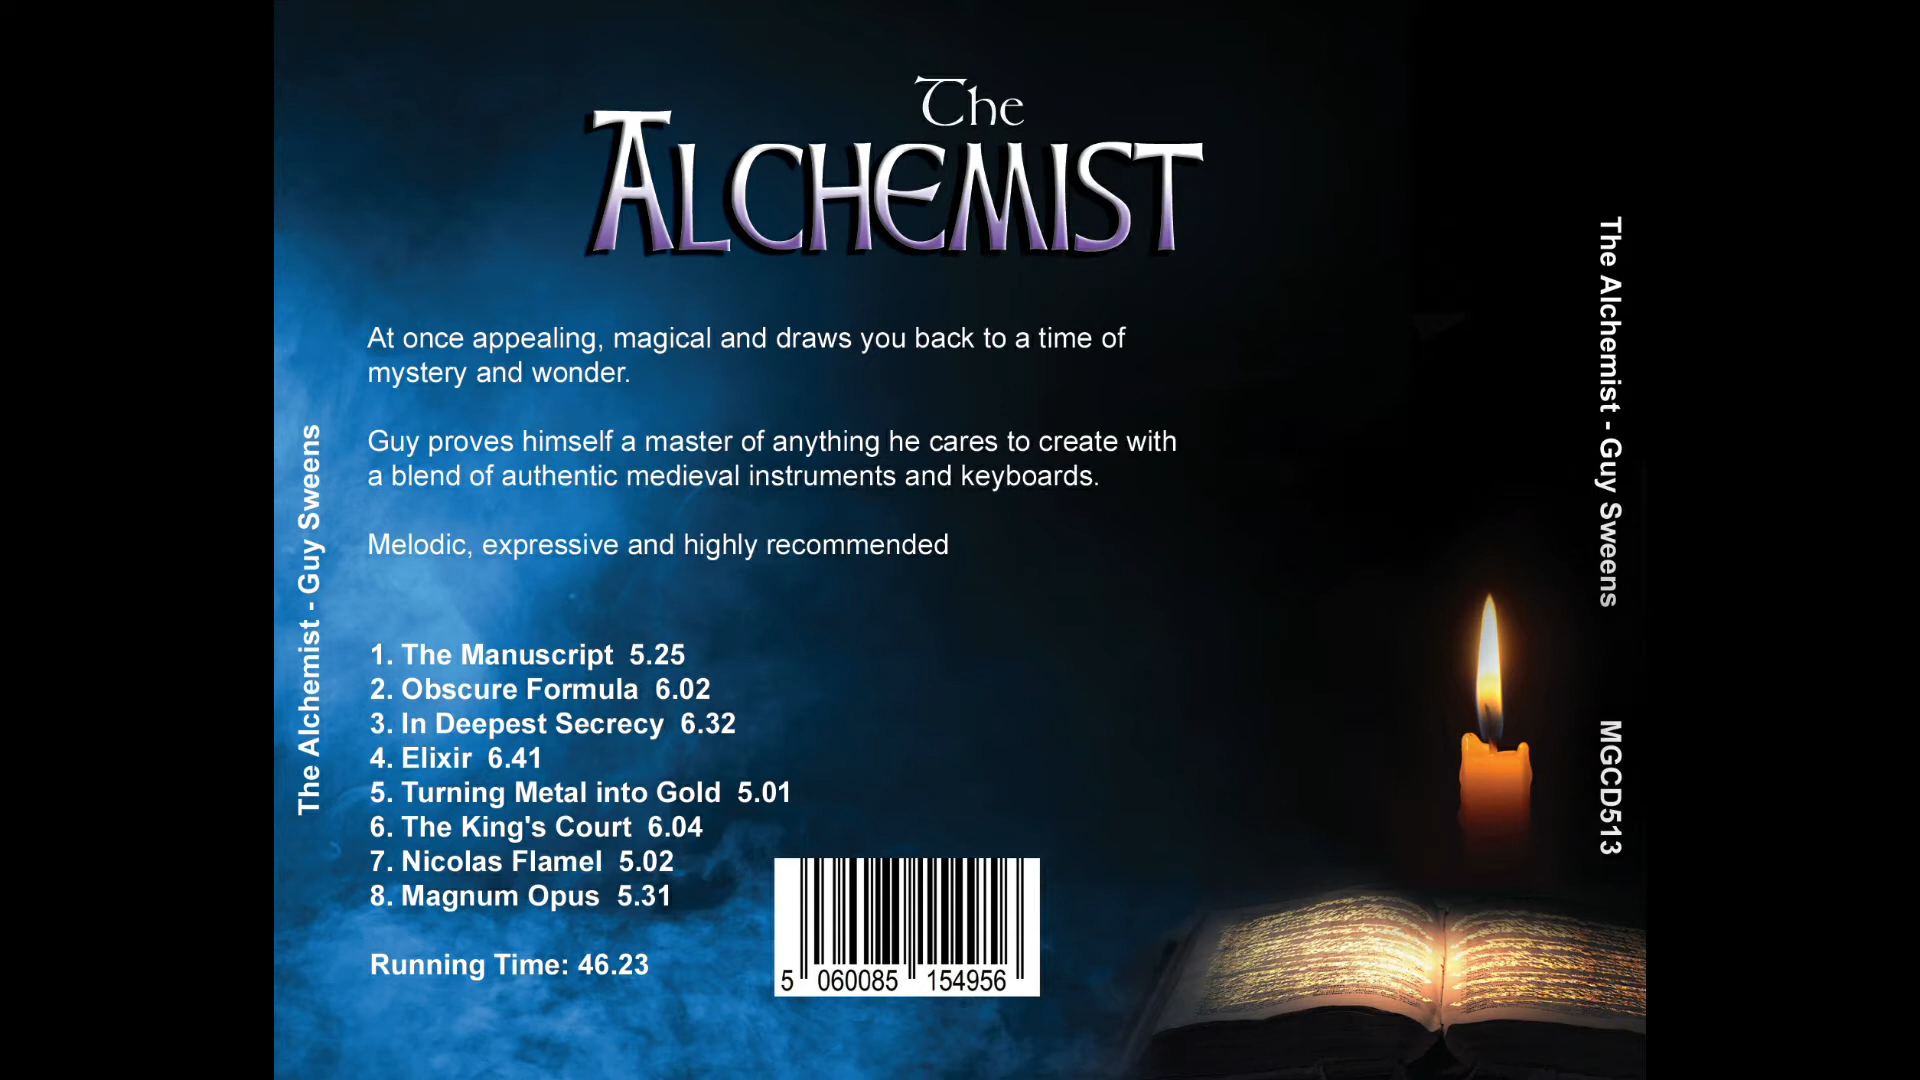 The
ALCHEMIST
At once appealing, magical and draws you back to a time of
mystery and wonder.
Guy proves himself a master of anything he cares to create with
a blend of authentic medieval instruments and keyboards.
Melodic, expressive and highly recommended
1. The Manuscript 5.25
2. Obscure Formula 6.02
3. In Deepest Secrecy 6.32
4. Elixir 6.41
5. Turning Metal into Gold 5.01
6. The King's Court 6.04
7. Nicolas Flamel 5.02
8. Magnum Opus 5.31
Running Time: 46.23
5 060085 154956
The Alchemist - Guy Sweens
The Alchemist - Guy Sweens
MGCD513